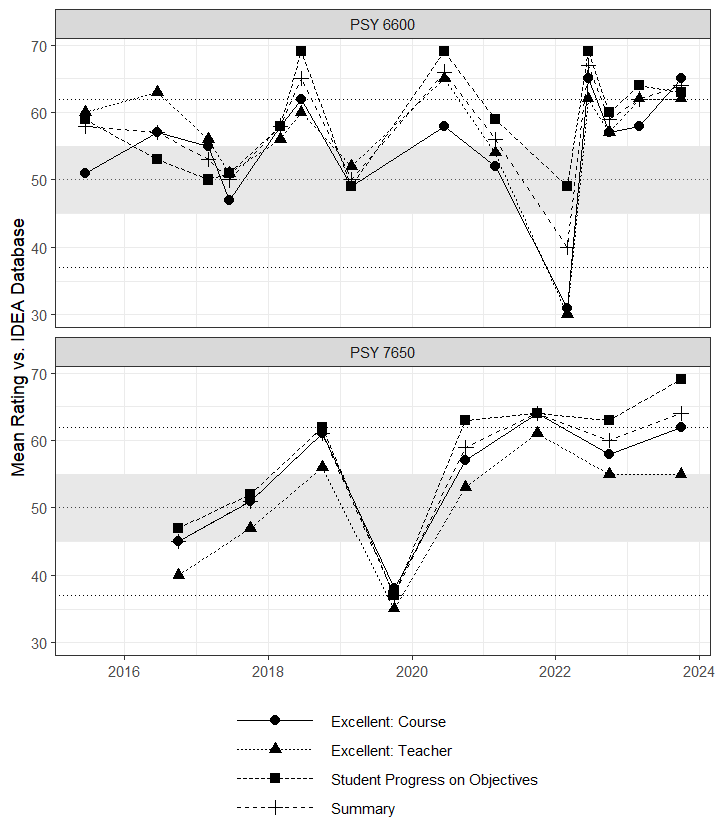 PSY 6600
70
60
50
40
30
Mean Rating vs. IDEA Database
PSY 7650
70
60
50
40
30
2016 2018 2020 2022 2024
Excellent: Course
Excellent: Teacher
Student Progress on Objectives
Summary